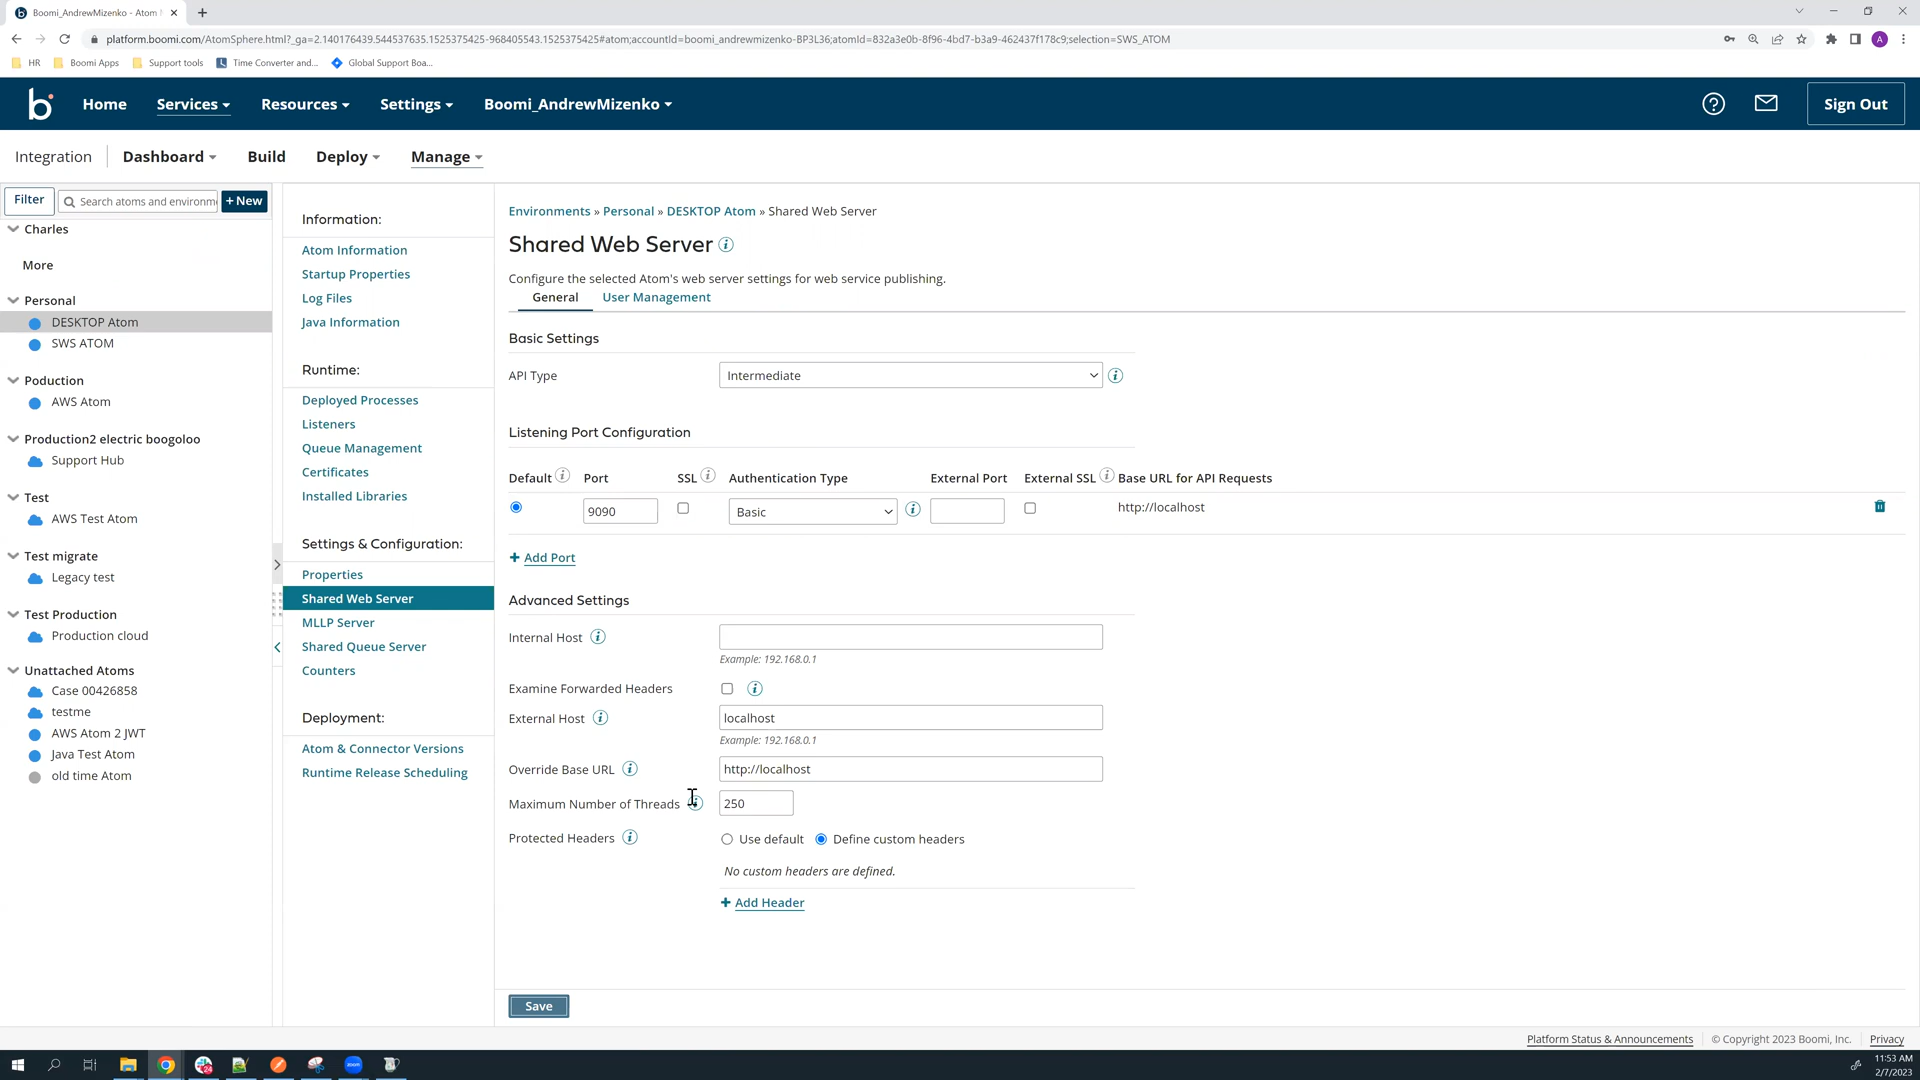 Boomi_AndrewMizenko - Atom
platform.boomi.com/AtomSphere.html?_ga=2.140176439.544537635.1525375425-968405543.1525375425#atom;accountId=boomi_andrewmizenko-BP3L36;atomId=832a3e0b-8f96-4bd7-b3a9-462437f178c9;selection=SWS_ATOM
A
HR
Boomi Apps
Support tools
Time Converter and...
Global Support Boa...
b
Home
Services
Resources
Settings
Boomi_AndrewMizenko
Sign Out
Integration
Dashboard
Build
Deploy
Manage
Filter
Search atoms and environm
+ New
Charles
More
Personal
DESKTOP Atom
SWS ATOM
Poduction
AWS Atom
Production2 electric boogoloo
Support Hub
Test
AWS Test Atom
Test migrate
Legacy test
Test Production
Production cloud
Unattached Atoms
Case 00426858
testme
AWS Atom 2 JWT
Java Test Atom
old time Atom
Information:
Atom Information
Startup Properties
Log Files
Java Information
Runtime:
Deployed Processes
Listeners
Queue Management
Certificates
Installed Libraries
Settings & Configuration:
Properties
Shared Web Server
MLLP Server
Shared Queue Server
Counters
Deployment:
Atom & Connector Versions
Runtime Release Scheduling
Environments » Personal » DESKTOP Atom » Shared Web Server
Shared Web Server
Configure the selected Atom's web server settings for web service publishing.
General
User Management
Basic Settings
API Type
Intermediate
Listening Port Configuration
Default Port SSL Authentication Type External Port External SSL Base URL for API Requests
9090 Basic http://localhost
+ Add Port
Advanced Settings
Internal Host
Example: 192.168.0.1
Examine Forwarded Headers
External Host
localhost
Example: 192.168.0.1
Override Base URL
http://localhost
Maximum Number of Threads
250
Protected Headers
Use default
Define custom headers
No custom headers are defined.
+ Add Header
Save
Platform Status & Announcements
© Copyright 2023 Boomi, Inc.
Privacy
24
zoom
11:53 AM
2/7/2023